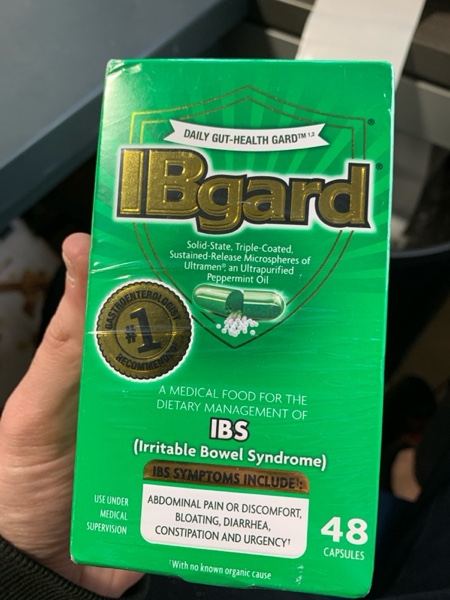 DAILY GUT-HEALTH GARD™ 1,2
IBgard®
Solid-State, Triple-Coated,
Sustained-Release Microspheres of
Ultramen®, an Ultrapurified
Peppermint Oil
GASTROENTEROLOGIST
#1
RECOMMENDED
A MEDICAL FOOD FOR THE
DIETARY MANAGEMENT OF
IBS
(Irritable Bowel Syndrome)
IBS SYMPTOMS INCLUDE†:
ABDOMINAL PAIN OR DISCOMFORT,
BLOATING, DIARRHEA,
CONSTIPATION AND URGENCY†
USE UNDER
MEDICAL
SUPERVISION
48
CAPSULES
†With no known organic cause